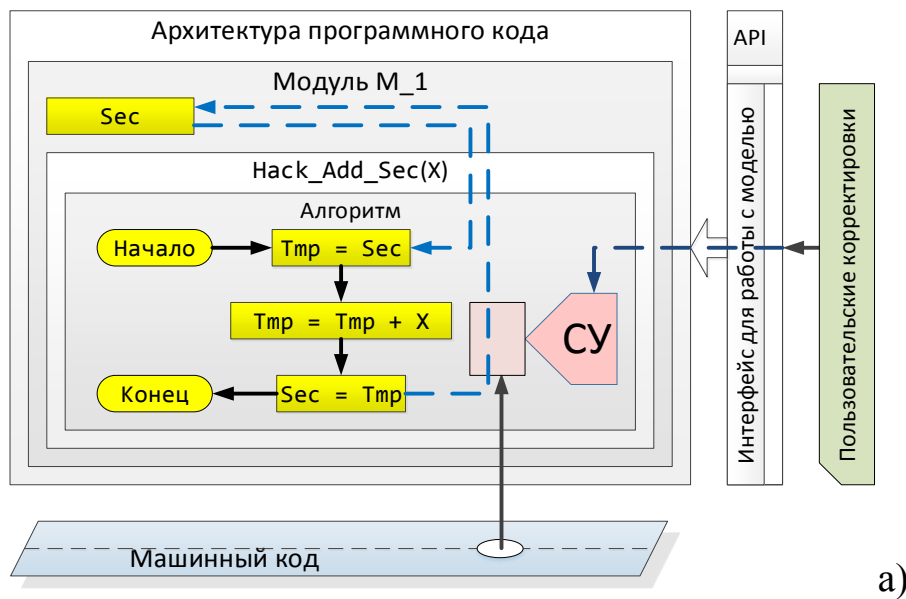 Архитектура программного кода
API
Модуль M_1
Sec
Hack_Add_Sec(X)
Алгоритм
Начало
Tmp = Sec
Tmp = Tmp + X
СУ
Конец
Sec = Tmp
Интерфейс для работы с моделью
Пользовательские корректировки
Машинный код
а)